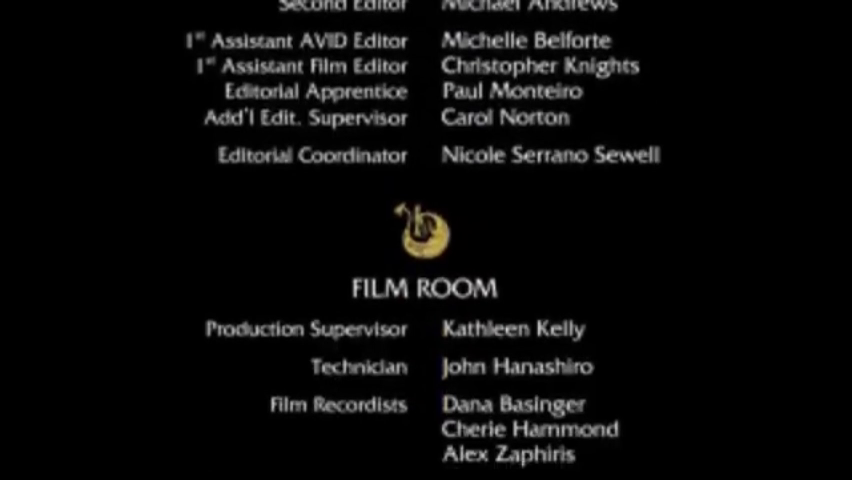 Second Editor Michael Andrews
1st Assistant AVID Editor Michelle Belforte
1st Assistant Film Editor Christopher Knights
Editorial Apprentice Paul Monteiro
Add'l Edit. Supervisor Carol Norton
Editorial Coordinator Nicole Serrano Sewell
FILM ROOM
Production Supervisor Kathleen Kelly
Technician John Hanashiro
Film Recordists Dana Basinger
Cherie Hammond
Alex Zaphiris